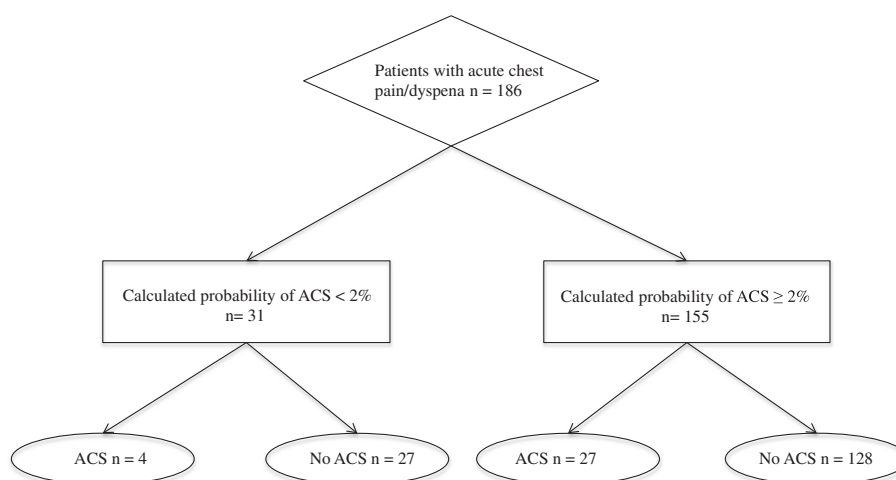 Patients with acute chest
pain/dyspena n = 186
Calculated probability of ACS < 2%
n= 31
Calculated probability of ACS ≥ 2%
n= 155
ACS n = 4
No ACS n = 27
ACS n = 27
No ACS n = 128